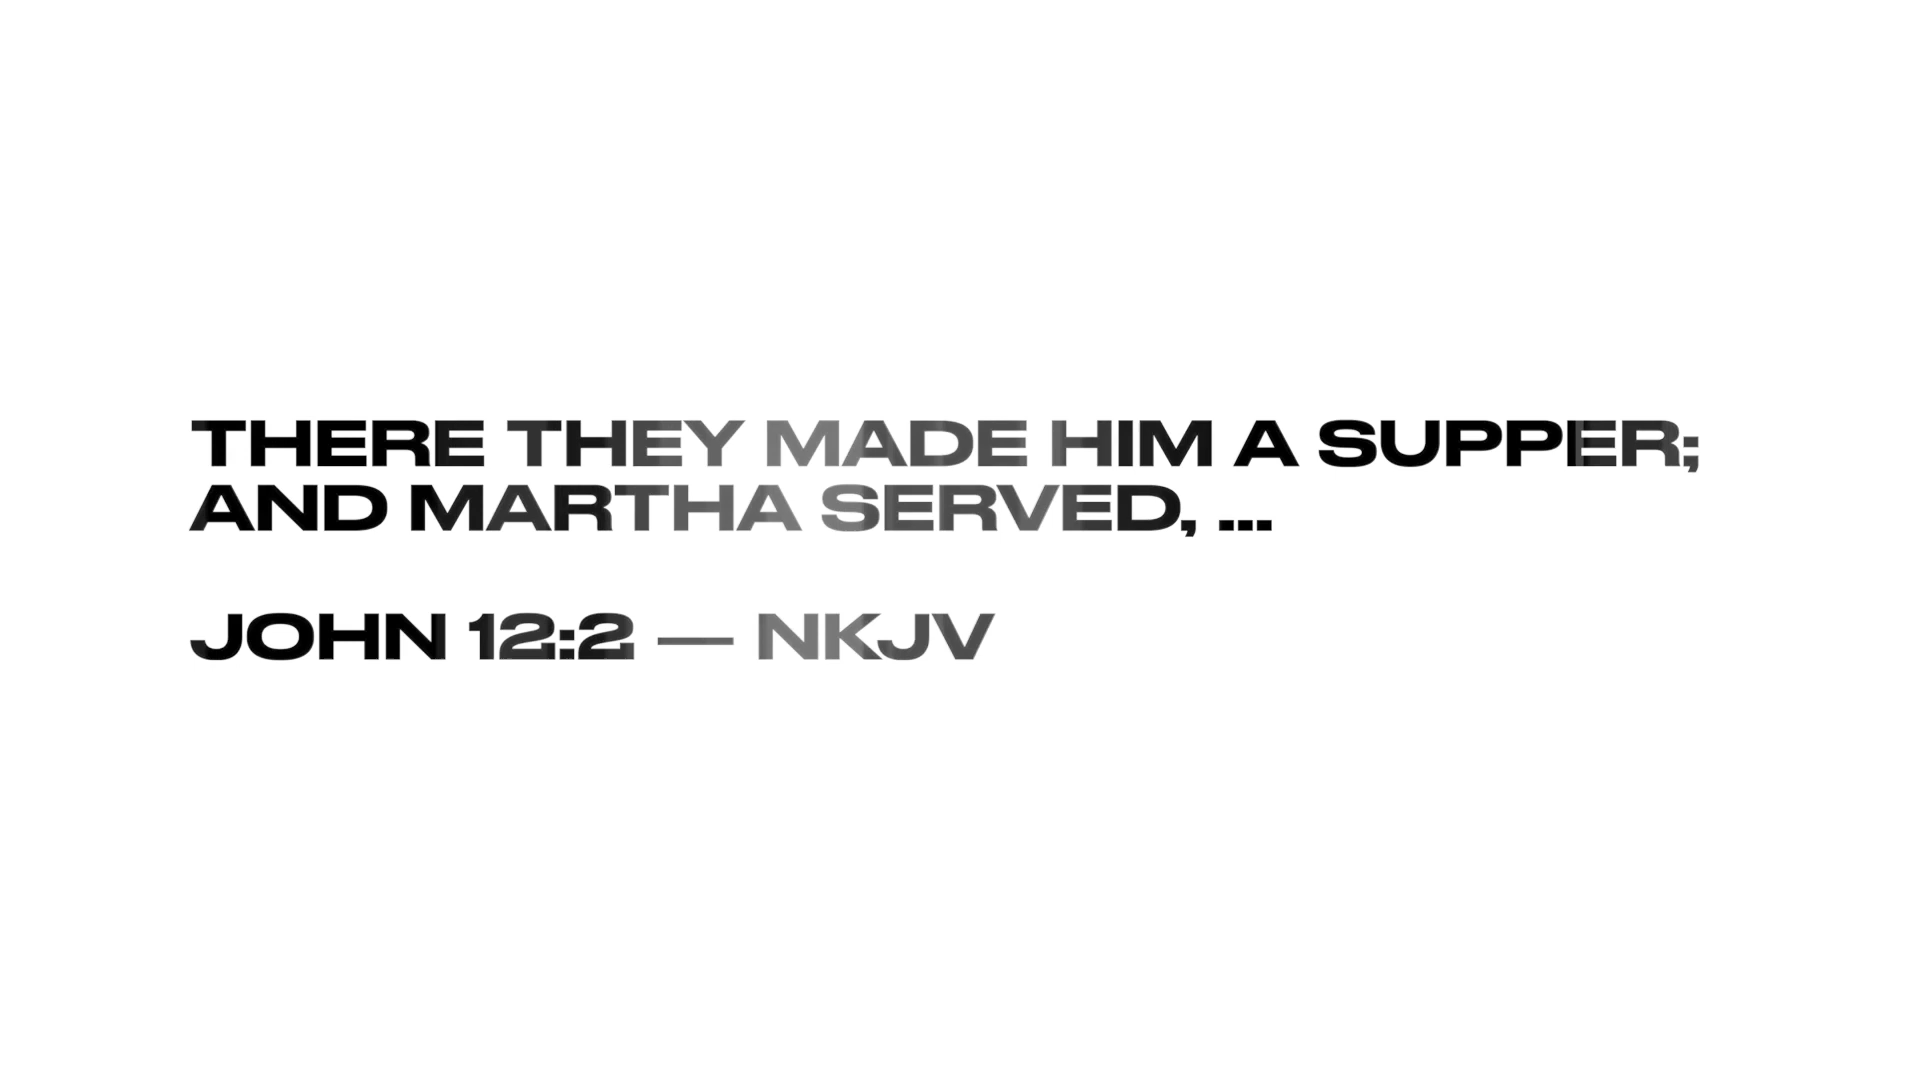 THERE THEY MADE HIM A SUPPER;
AND MARTHA SERVED, ...
JOHN 12:2 — NKJV